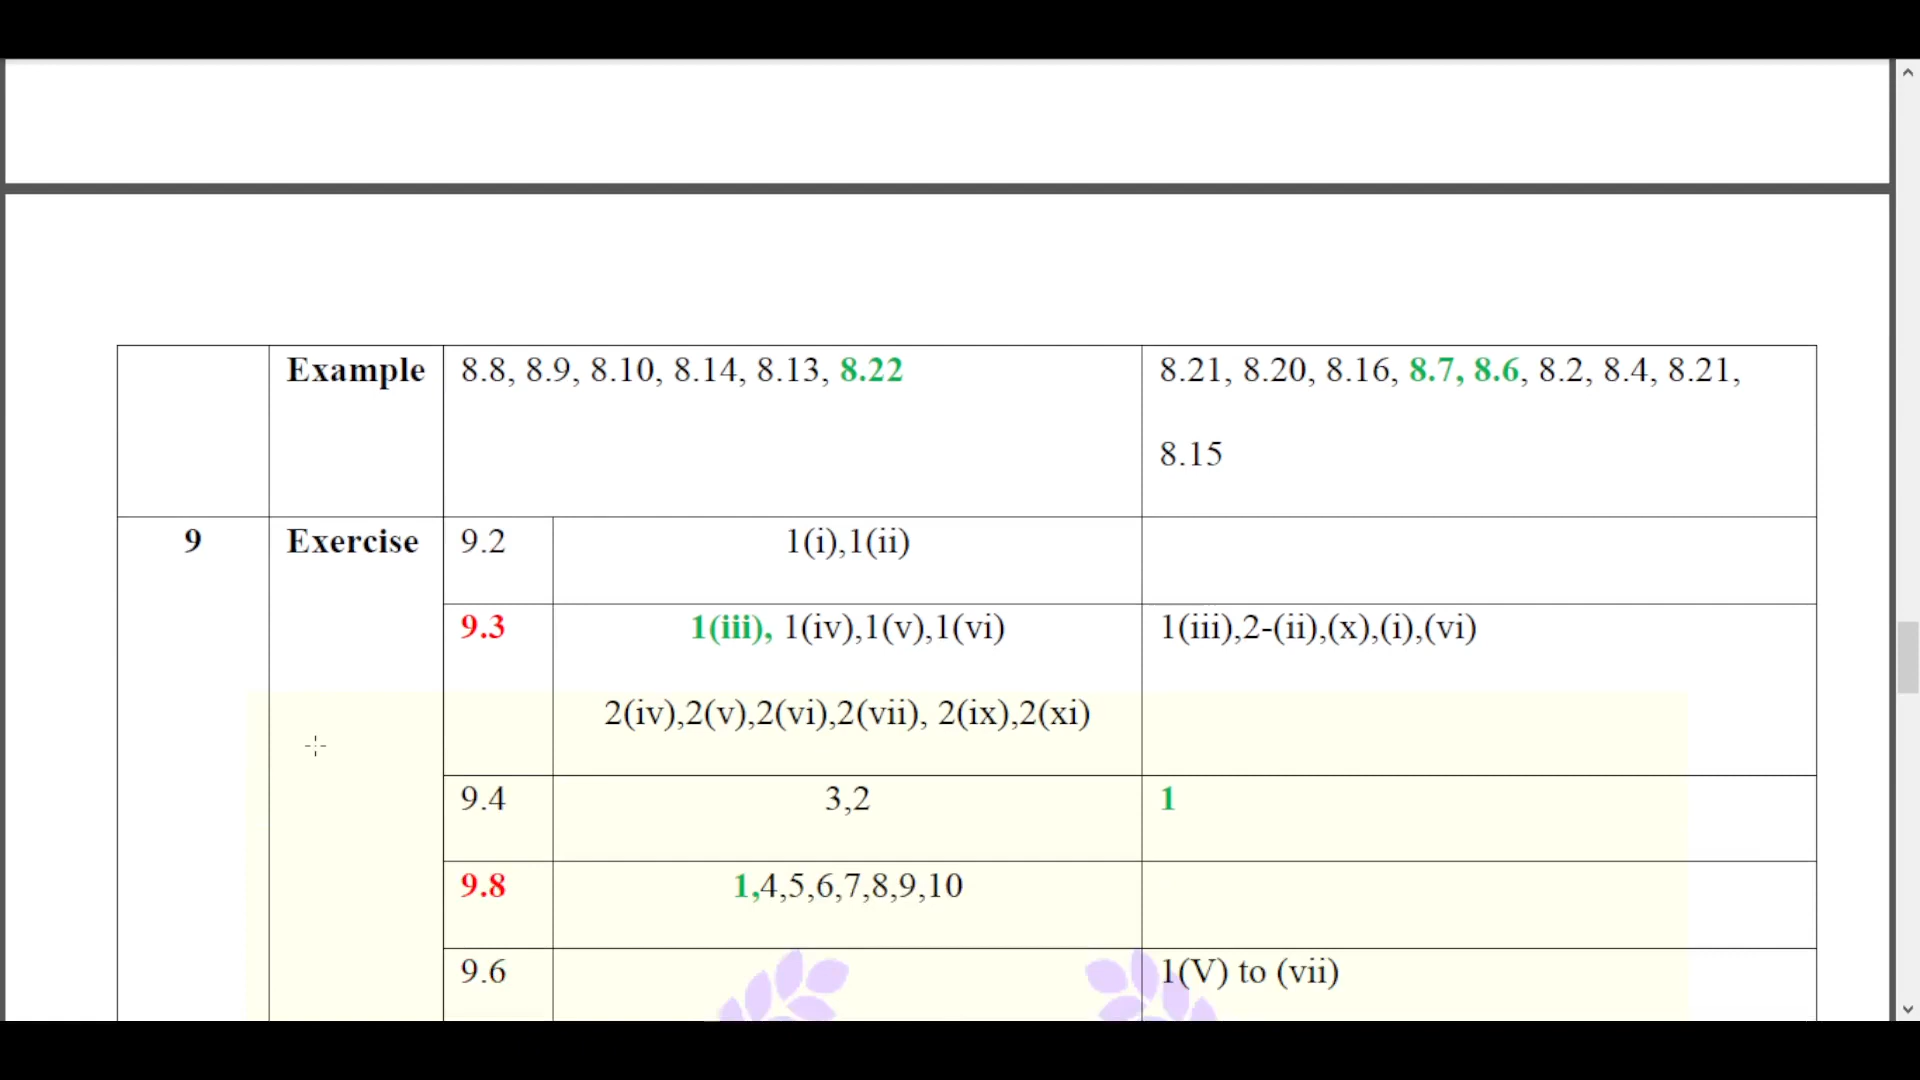 Example 8.8, 8.9, 8.10, 8.14, 8.13, 8.22 8.21, 8.20, 8.16, 8.7, 8.6, 8.2, 8.4, 8.21,
8.15
9 Exercise 9.2 1(i),1(ii)
9.3 1(iii), 1(iv),1(v),1(vi) 1(iii),2-(ii),(x),(i),(vi)
2(iv),2(v),2(vi),2(vii), 2(ix),2(xi)
9.4 3,2 1
9.8 1,4,5,6,7,8,9,10
9.6 1(V) to (vii)